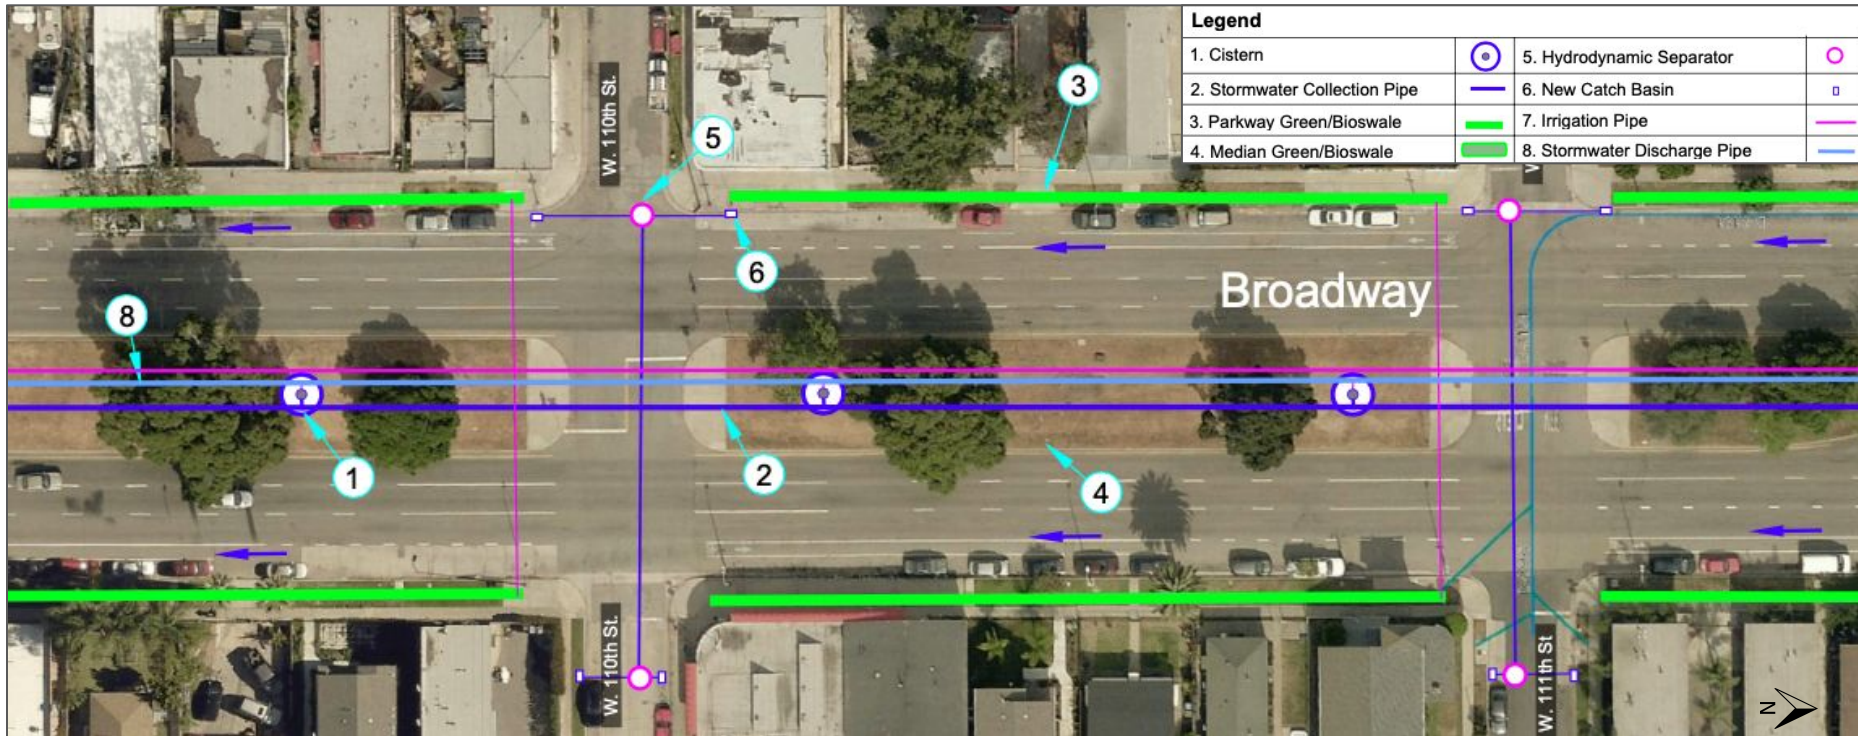 Legend
1. Cistern
5. Hydrodynamic Separator
2. Stormwater Collection Pipe
6. New Catch Basin
3. Parkway Green/Bioswale
7. Irrigation Pipe
4. Median Green/Bioswale
8. Stormwater Discharge Pipe
W. 110th St.
3
5
6
Broadway
8
1
2
4
W. 110th St.
W. 111th St
N